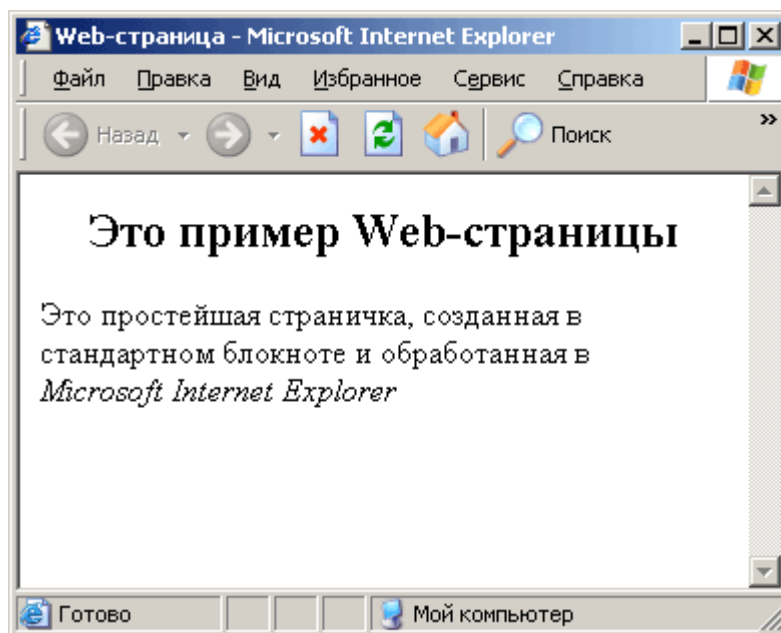 Web-страница - Microsoft Internet Explorer
Файл Правка Вид Избранное Сервис Справка
Назад Поиск »
Это пример Web-страницы
Это простейшая страничка, созданная в
стандартном блокноте и обработанная в
Microsoft Internet Explorer
Готово Мой компьютер